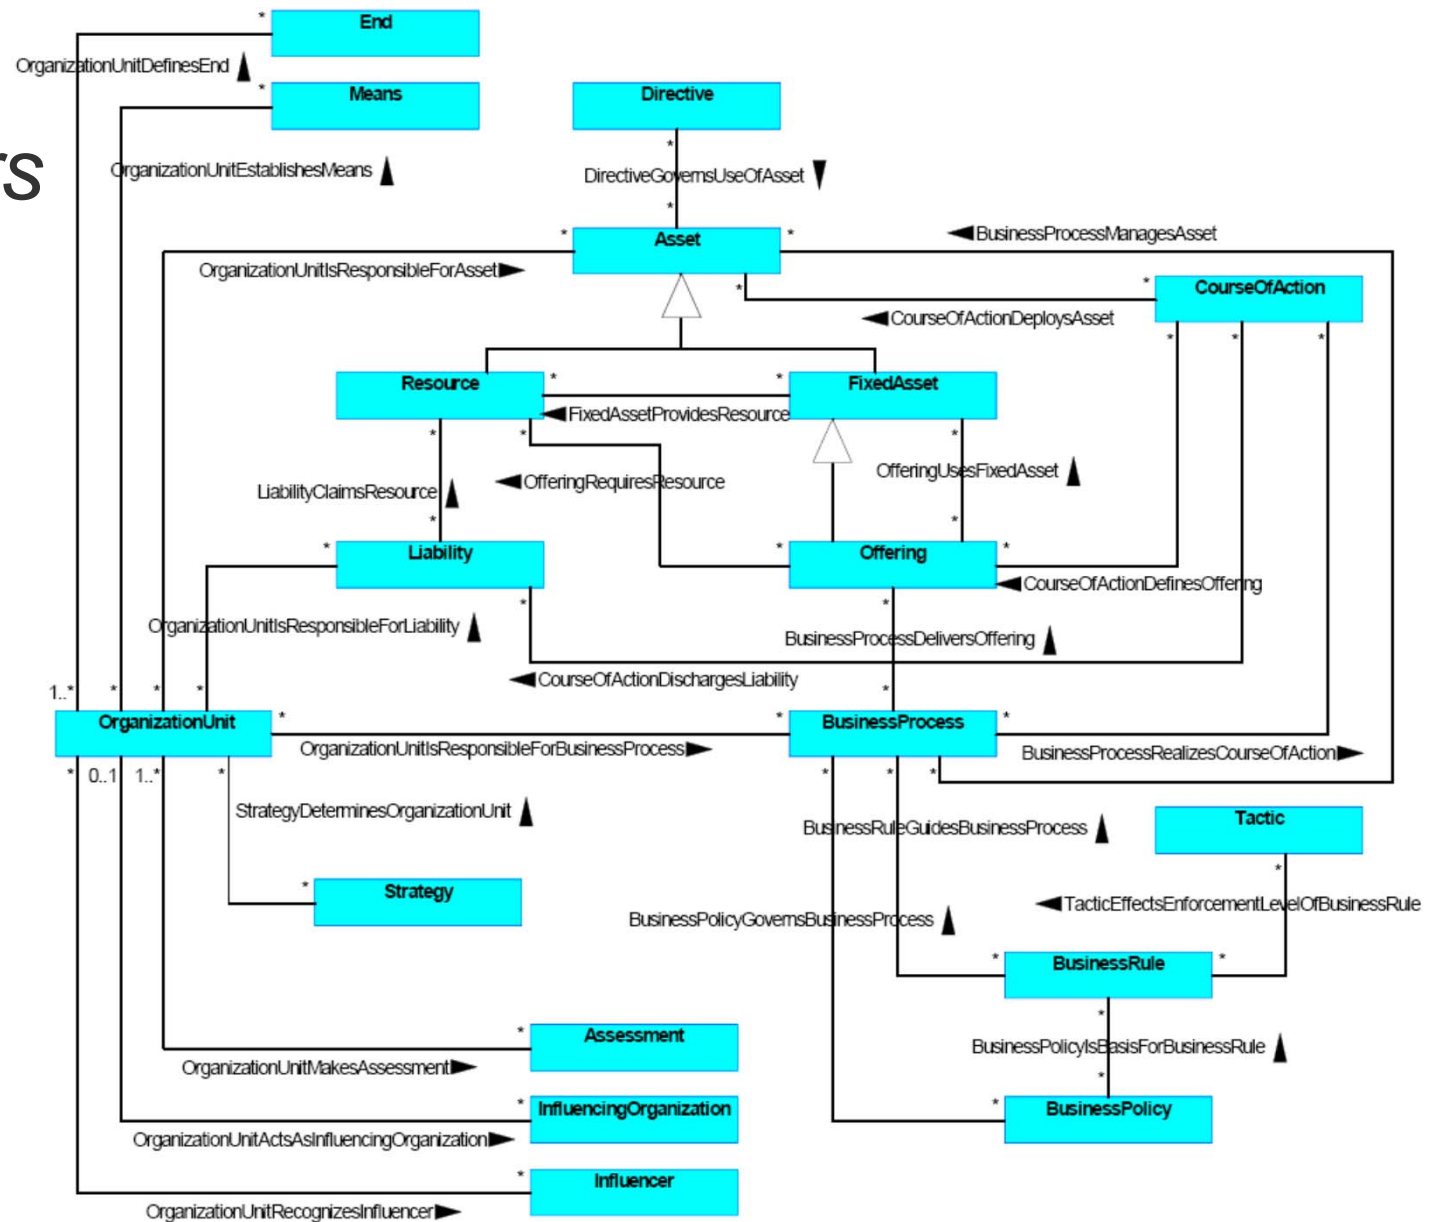 *
End
OrganizationUnitDefinesEnd
*
Means
Directive
rs
OrganizationUnitEstablishesMeans
*
DirectiveGovernsUseOfAsset
*
*
Asset
*
BusinessProcessManagesAsset
OrganizationUnitIsResponsibleForAsset
*
*
CourseOfAction
CourseOfActionDeploysAsset
*
*
*
Resource
*
*
FixedAsset
FixedAssetProvidesResource
*
*
*
OfferingUsesFixedAsset
LiabilityClaimsResource
OfferingRequiresResource
*
*
*
Liability
*
Offering
*
CourseOfActionDefinesOffering
*
*
OrganizationUnitIsResponsibleForLiability
BusinessProcessDeliversOffering
CourseOfActionDischargesLiability
1..*
*
*
*
*
OrganizationUnit
*
*
BusinessProcess
*
OrganizationUnitIsResponsibleForBusinessProcess
BusinessProcessRealizesCourseOfAction
*
0..1
1..*
*
*
*
*
StrategyDeterminesOrganizationUnit
BusinessRuleGuidesBusinessProcess
Tactic
*
*
Strategy
TacticEffectsEnforcementLevelOfBusinessRule
BusinessPolicyGovernsBusinessProcess
*
BusinessRule
*
*
*
Assessment
BusinessPolicyIsBasisForBusinessRule
OrganizationUnitMakesAssessment
*
*
InfluencingOrganization
*
BusinessPolicy
OrganizationUnitActsAsInfluencingOrganization
*
Influencer
OrganizationUnitRecognizesInfluencer